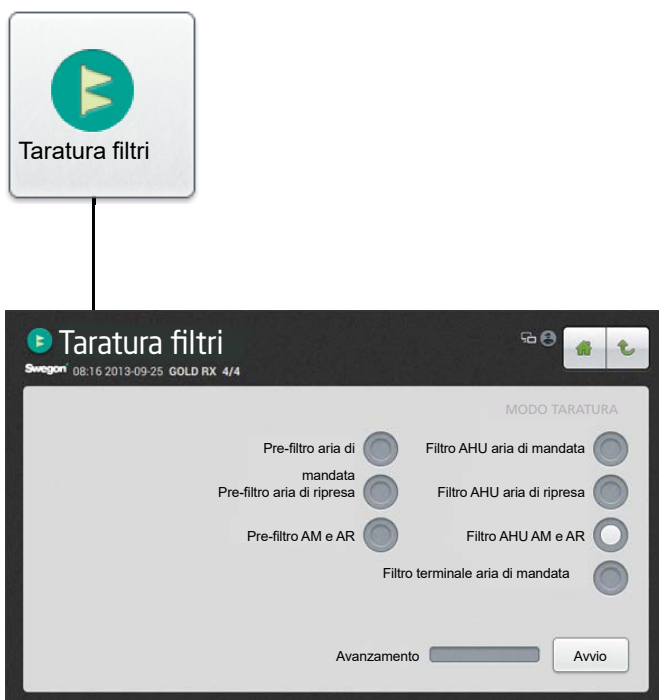 Taratura filtri
Taratura filtri
Swegon 08:16 2013-09-25 GOLD RX 4/4
MODO TARATURA
Pre-filtro aria di mandata
Filtro AHU aria di mandata
Pre-filtro aria di ripresa
Filtro AHU aria di ripresa
Pre-filtro AM e AR
Filtro AHU AM e AR
Filtro terminale aria di mandata
Avanzamento
Avvio